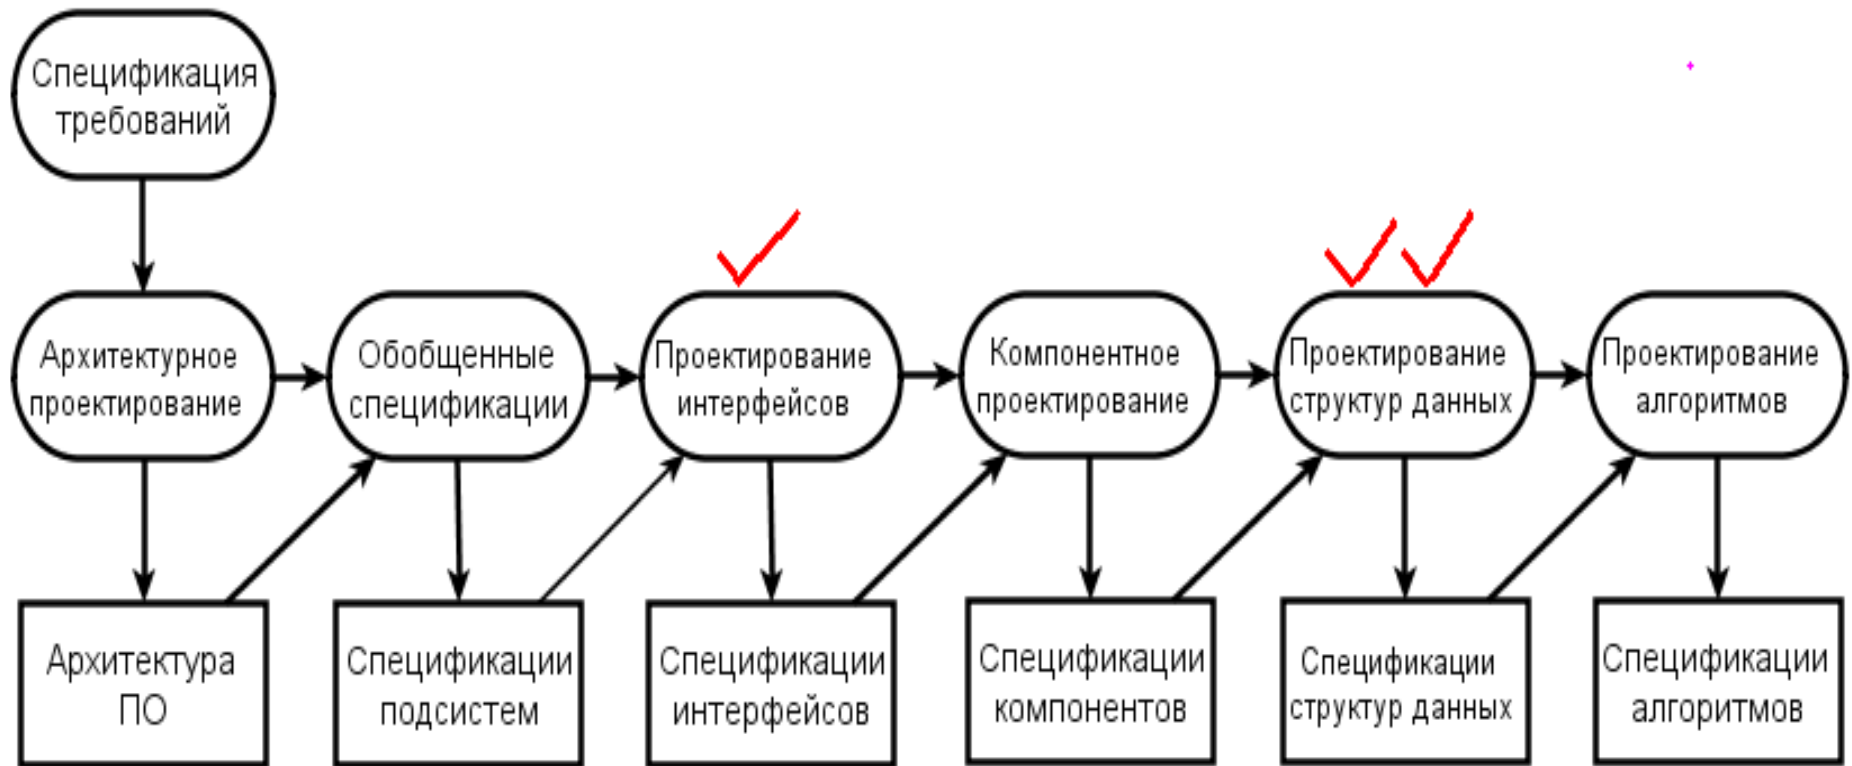 Спецификация
требований
Архитектурное
проектирование
Обобщенные
спецификации
Проектирование
интерфейсов
Компонентное
проектирование
Проектирование
структур данных
Проектирование
алгоритмов
Архитектура
ПО
Спецификации
подсистем
Спецификации
интерфейсов
Спецификации
компонентов
Спецификации
структур данных
Спецификации
алгоритмов